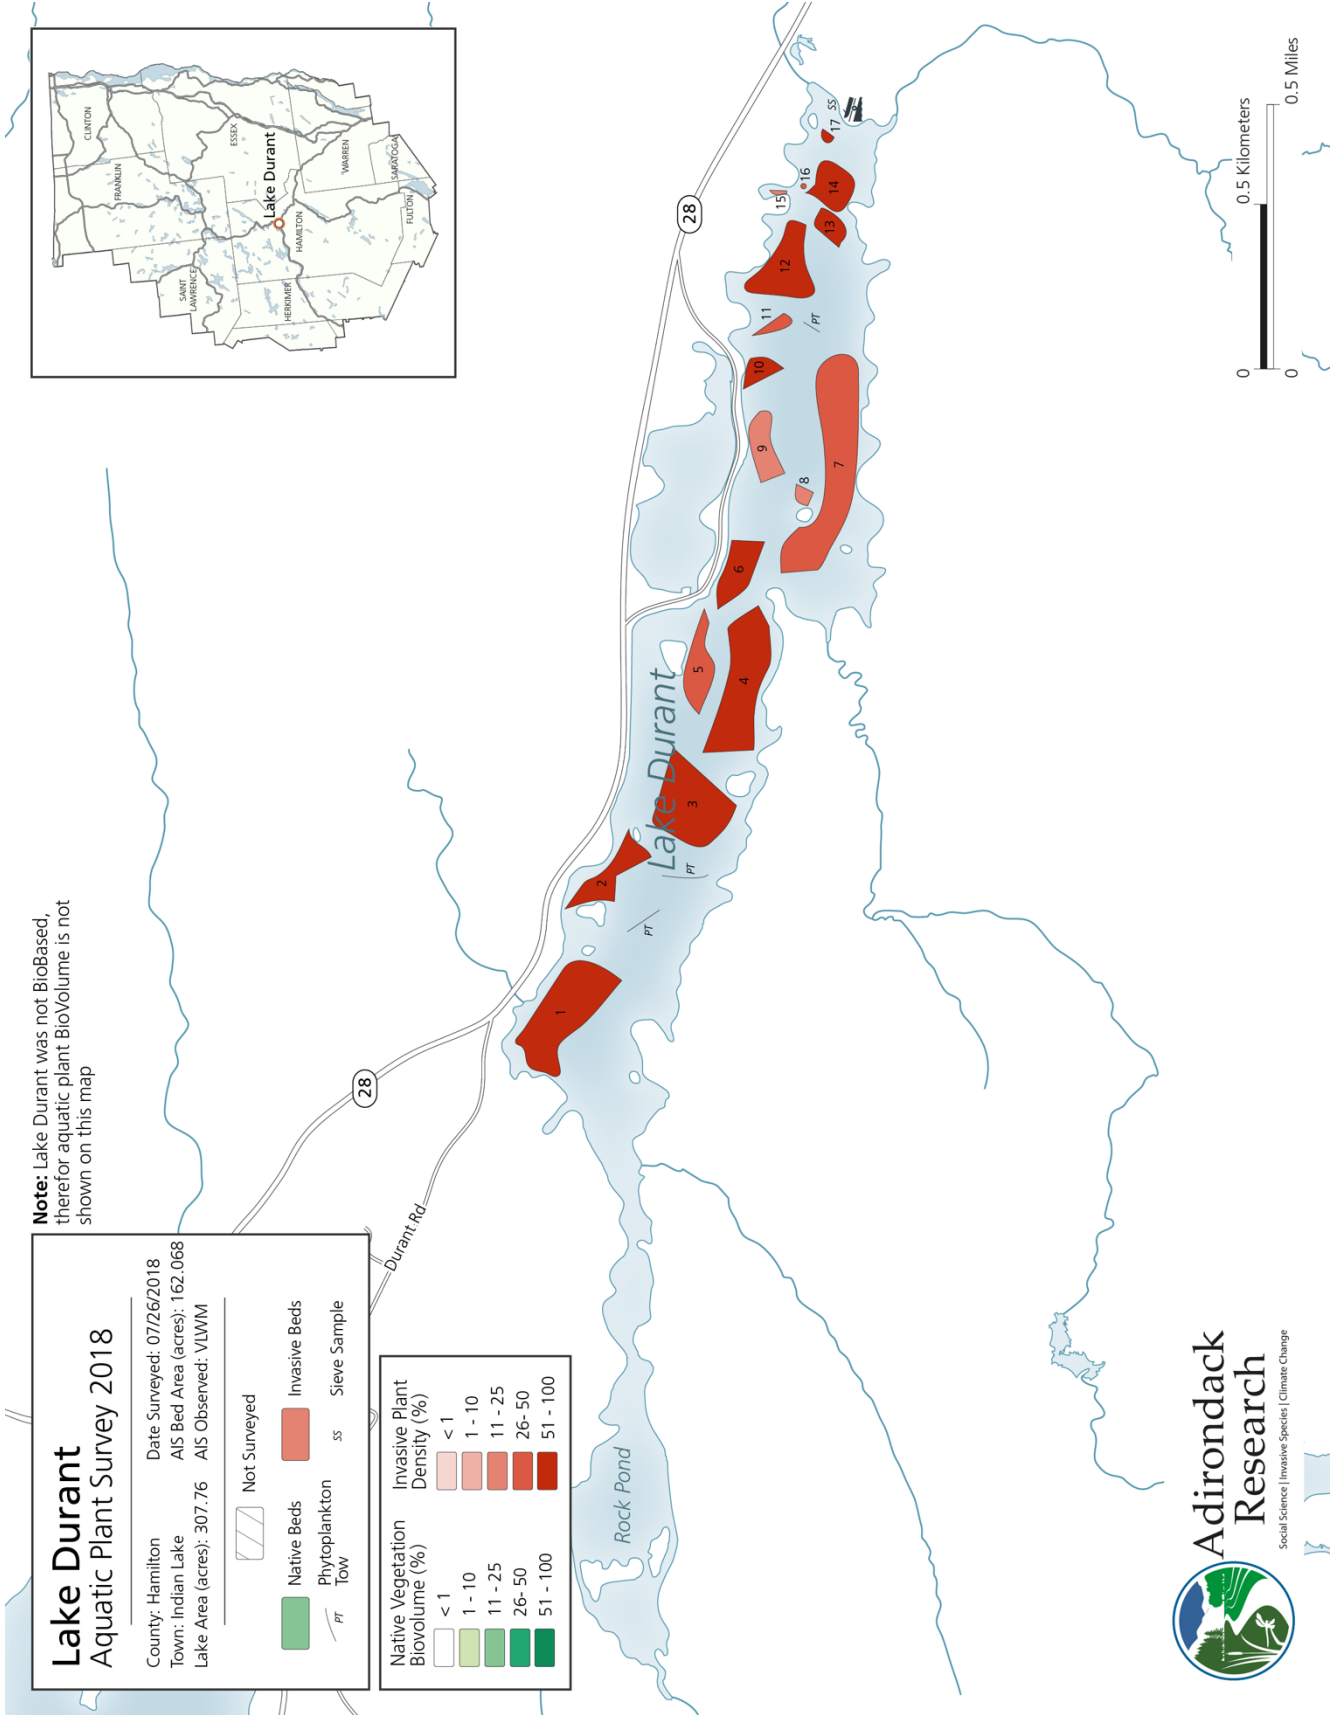 Lake Durant
Aquatic Plant Survey 2018
County: Hamilton
Date Surveyed: 07/26/2018
Town: Indian Lake
AIS Bed Area (acres): 162.068
Lake Area (acres): 307.76
AIS Observed: VLWM
Not Surveyed
Native Beds
Invasive Beds
PT
Phytoplankton
Tow
SS
Sieve Sample
Native Vegetation
Biovolume (%)
< 1
1 - 10
11 - 25
26- 50
51 - 100
Invasive Plant
Density (%)
< 1
1 - 10
11 - 25
26- 50
51 - 100
Note: Lake Durant was not BioBased,
therefor aquatic plant BioVolume is not
shown on this map
CLINTON
FRANKLIN
ESSEX
SAINT
LAWRENCE
Lake Durant
HAMILTON
HERKIMER
WARREN
SARATOGA
FULTON
28
28
Durant Rd
Rock Pond
Lake Durant
1
2
3
4
5
6
7
8
9
10
11
12
13
14
15
16
17
PT
PT
PT
SS
0
0.5 Kilometers
0
0.5 Miles
Adirondack
Research
Social Science | Invasive Species | Climate Change